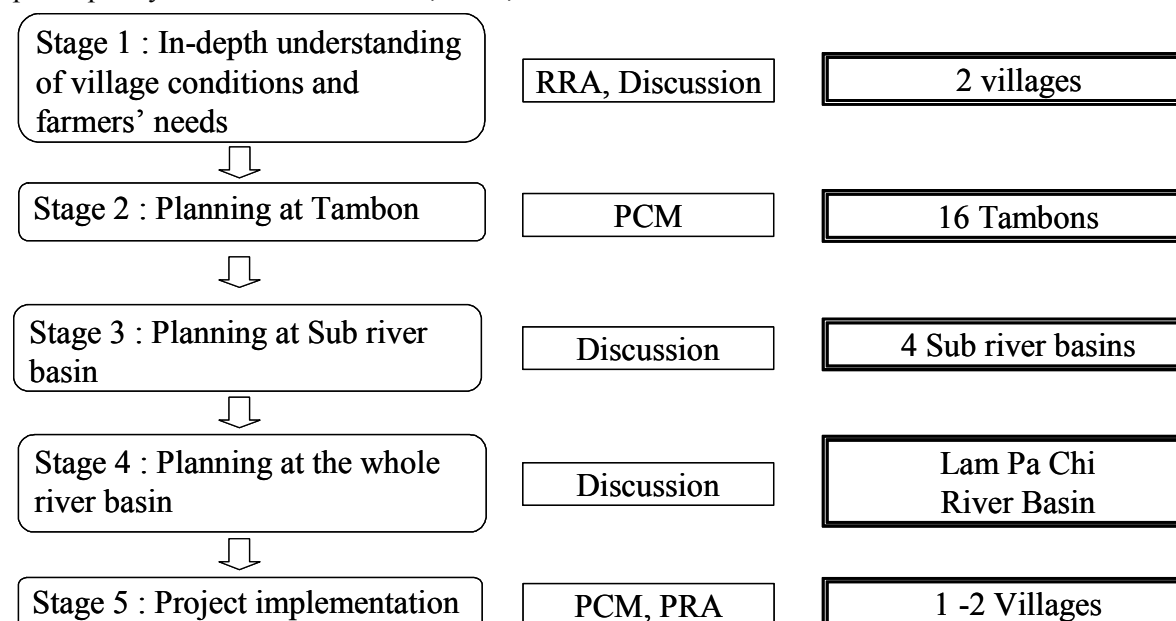 Stage 1 : In-depth understanding
of village conditions and
farmers' needs
RRA, Discussion
2 villages
Stage 2 : Planning at Tambon
PCM
16 Tambons
Stage 3 : Planning at Sub river
basin
Discussion
4 Sub river basins
Stage 4 : Planning at the whole
river basin
Discussion
Lam Pa Chi
River Basin
Stage 5 : Project implementation
PCM, PRA
1 -2 Villages